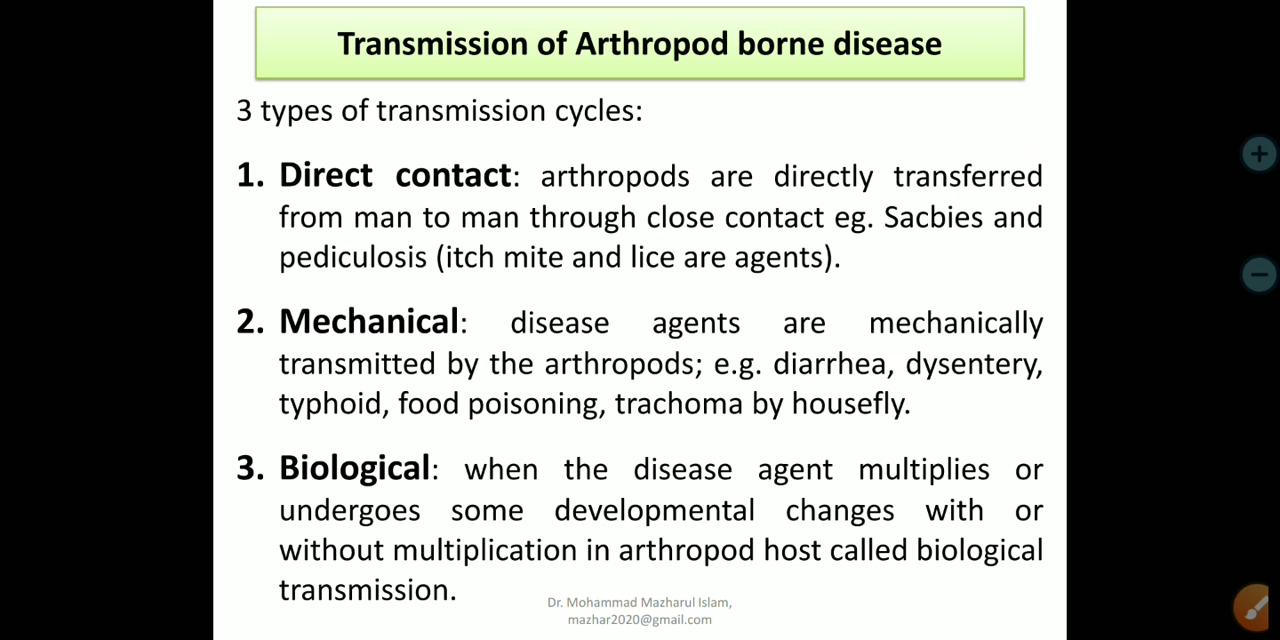 Transmission of Arthropod borne disease
3 types of transmission cycles:
1. Direct contact: arthropods are directly transferred
from man to man through close contact eg. Sacbies and
pediculosis (itch mite and lice are agents).
2. Mechanical: disease agents are mechanically
transmitted by the arthropods; e.g. diarrhea, dysentery,
typhoid, food poisoning, trachoma by housefly.
3. Biological: when the disease agent multiplies or
undergoes some developmental changes with or
without multiplication in arthropod host called biological
transmission.
Dr. Mohammad Mazharul Islam,
mazhar2020@gmail.com